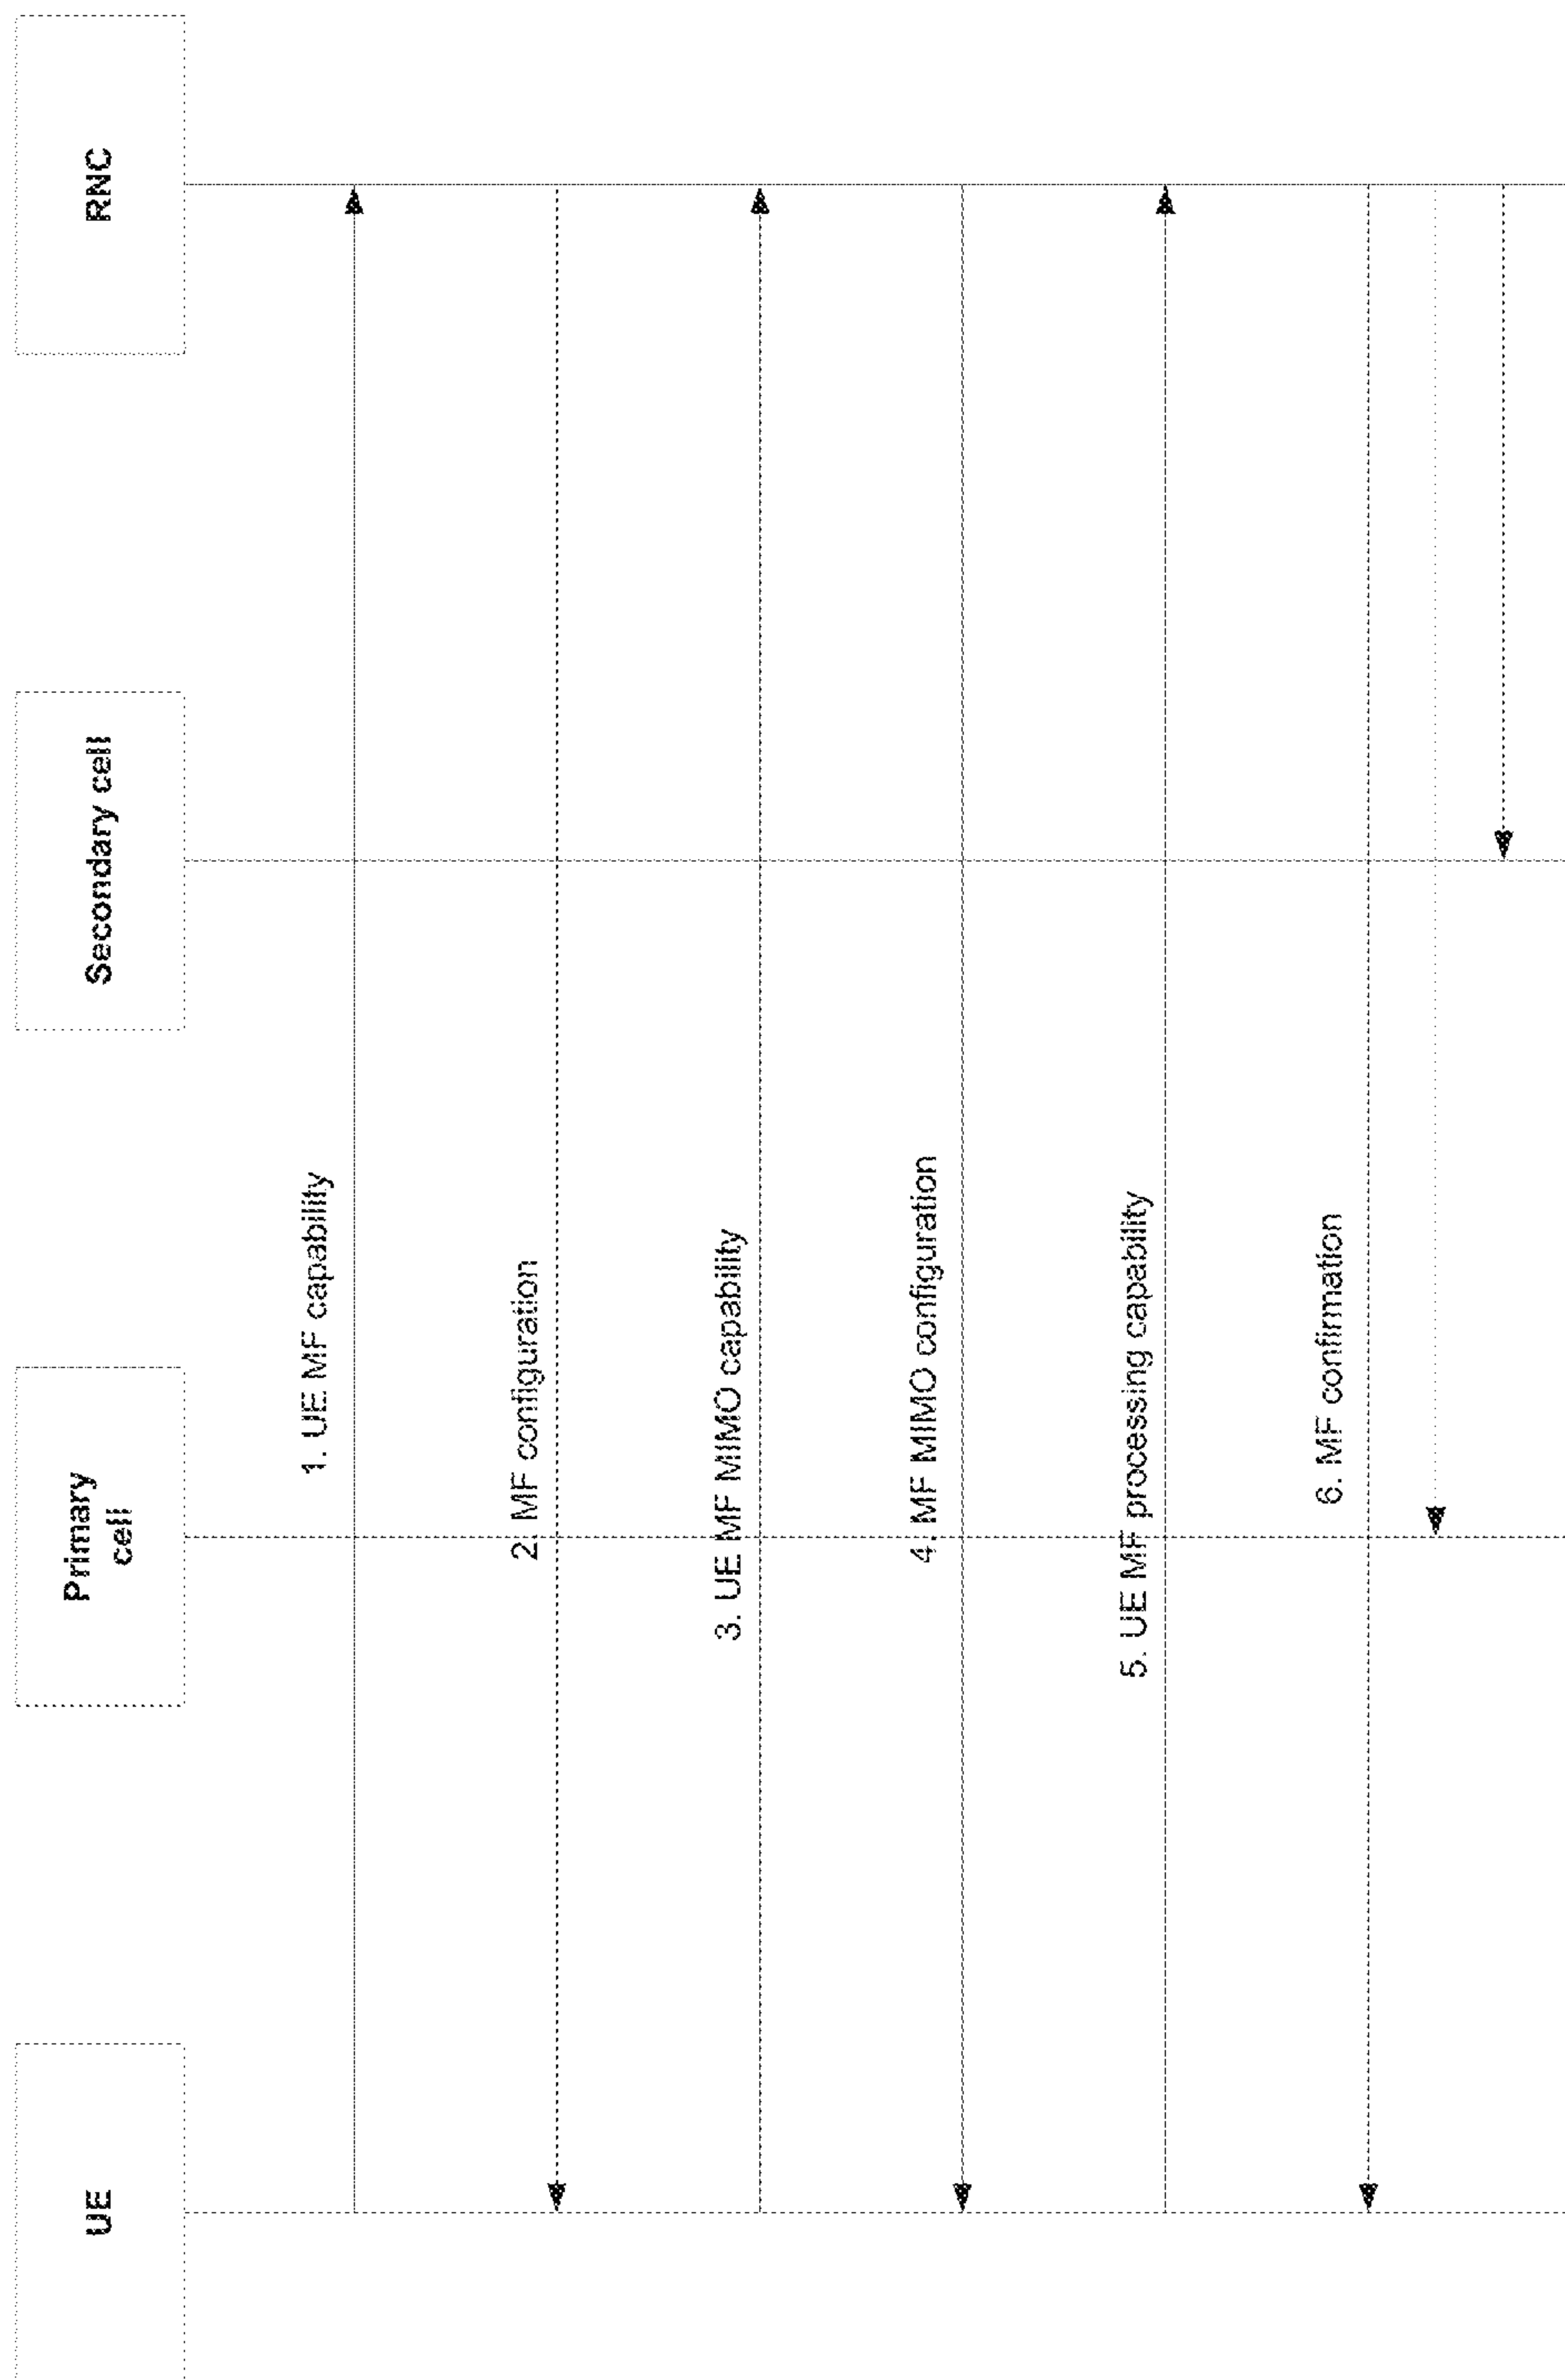 UE
Primary
cell
Secondary cell
RNC
1. UE MF capability
2. MF configuration
3. UE MF MIMO capability
4. MF MIMO configuration
5. UE MF processing capability
6. MF confirmation